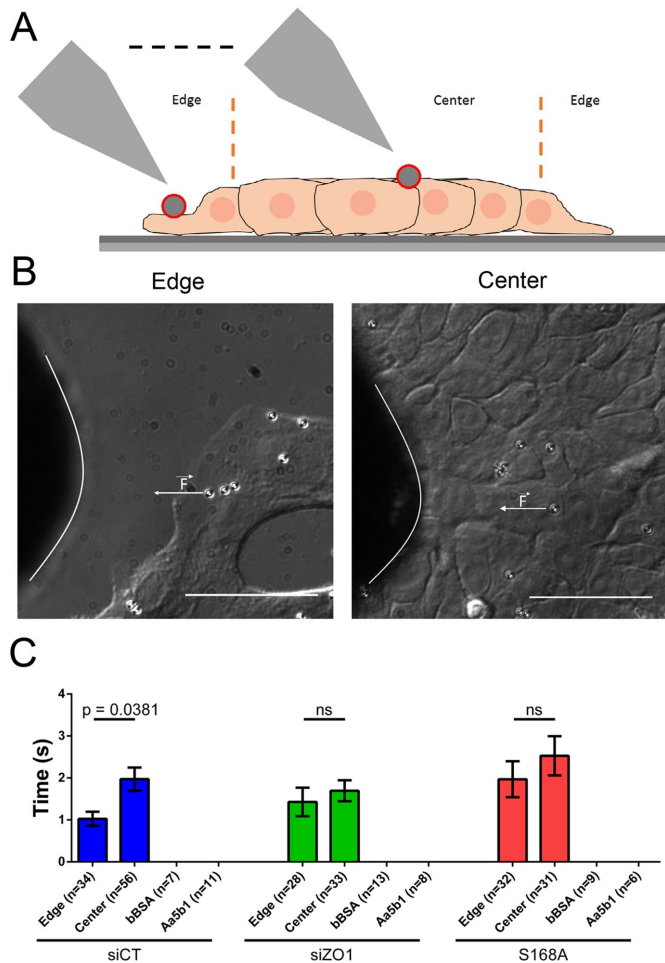 A
Edge
Center
Edge
B
Edge
Center
F
F
C
4
3
2
1
0
Time (s)
p = 0.0381
ns
ns
Edge (n=34)
Center (n=56)
bBSA (n=7)
Aa5b1 (n=11)
Edge (n=28)
Center (n=33)
bBSA (n=13)
Aa5b1 (n=8)
Edge (n=32)
Center (n=31)
bBSA (n=9)
Aa5b1 (n=6)
siCT
siZO1
S168A